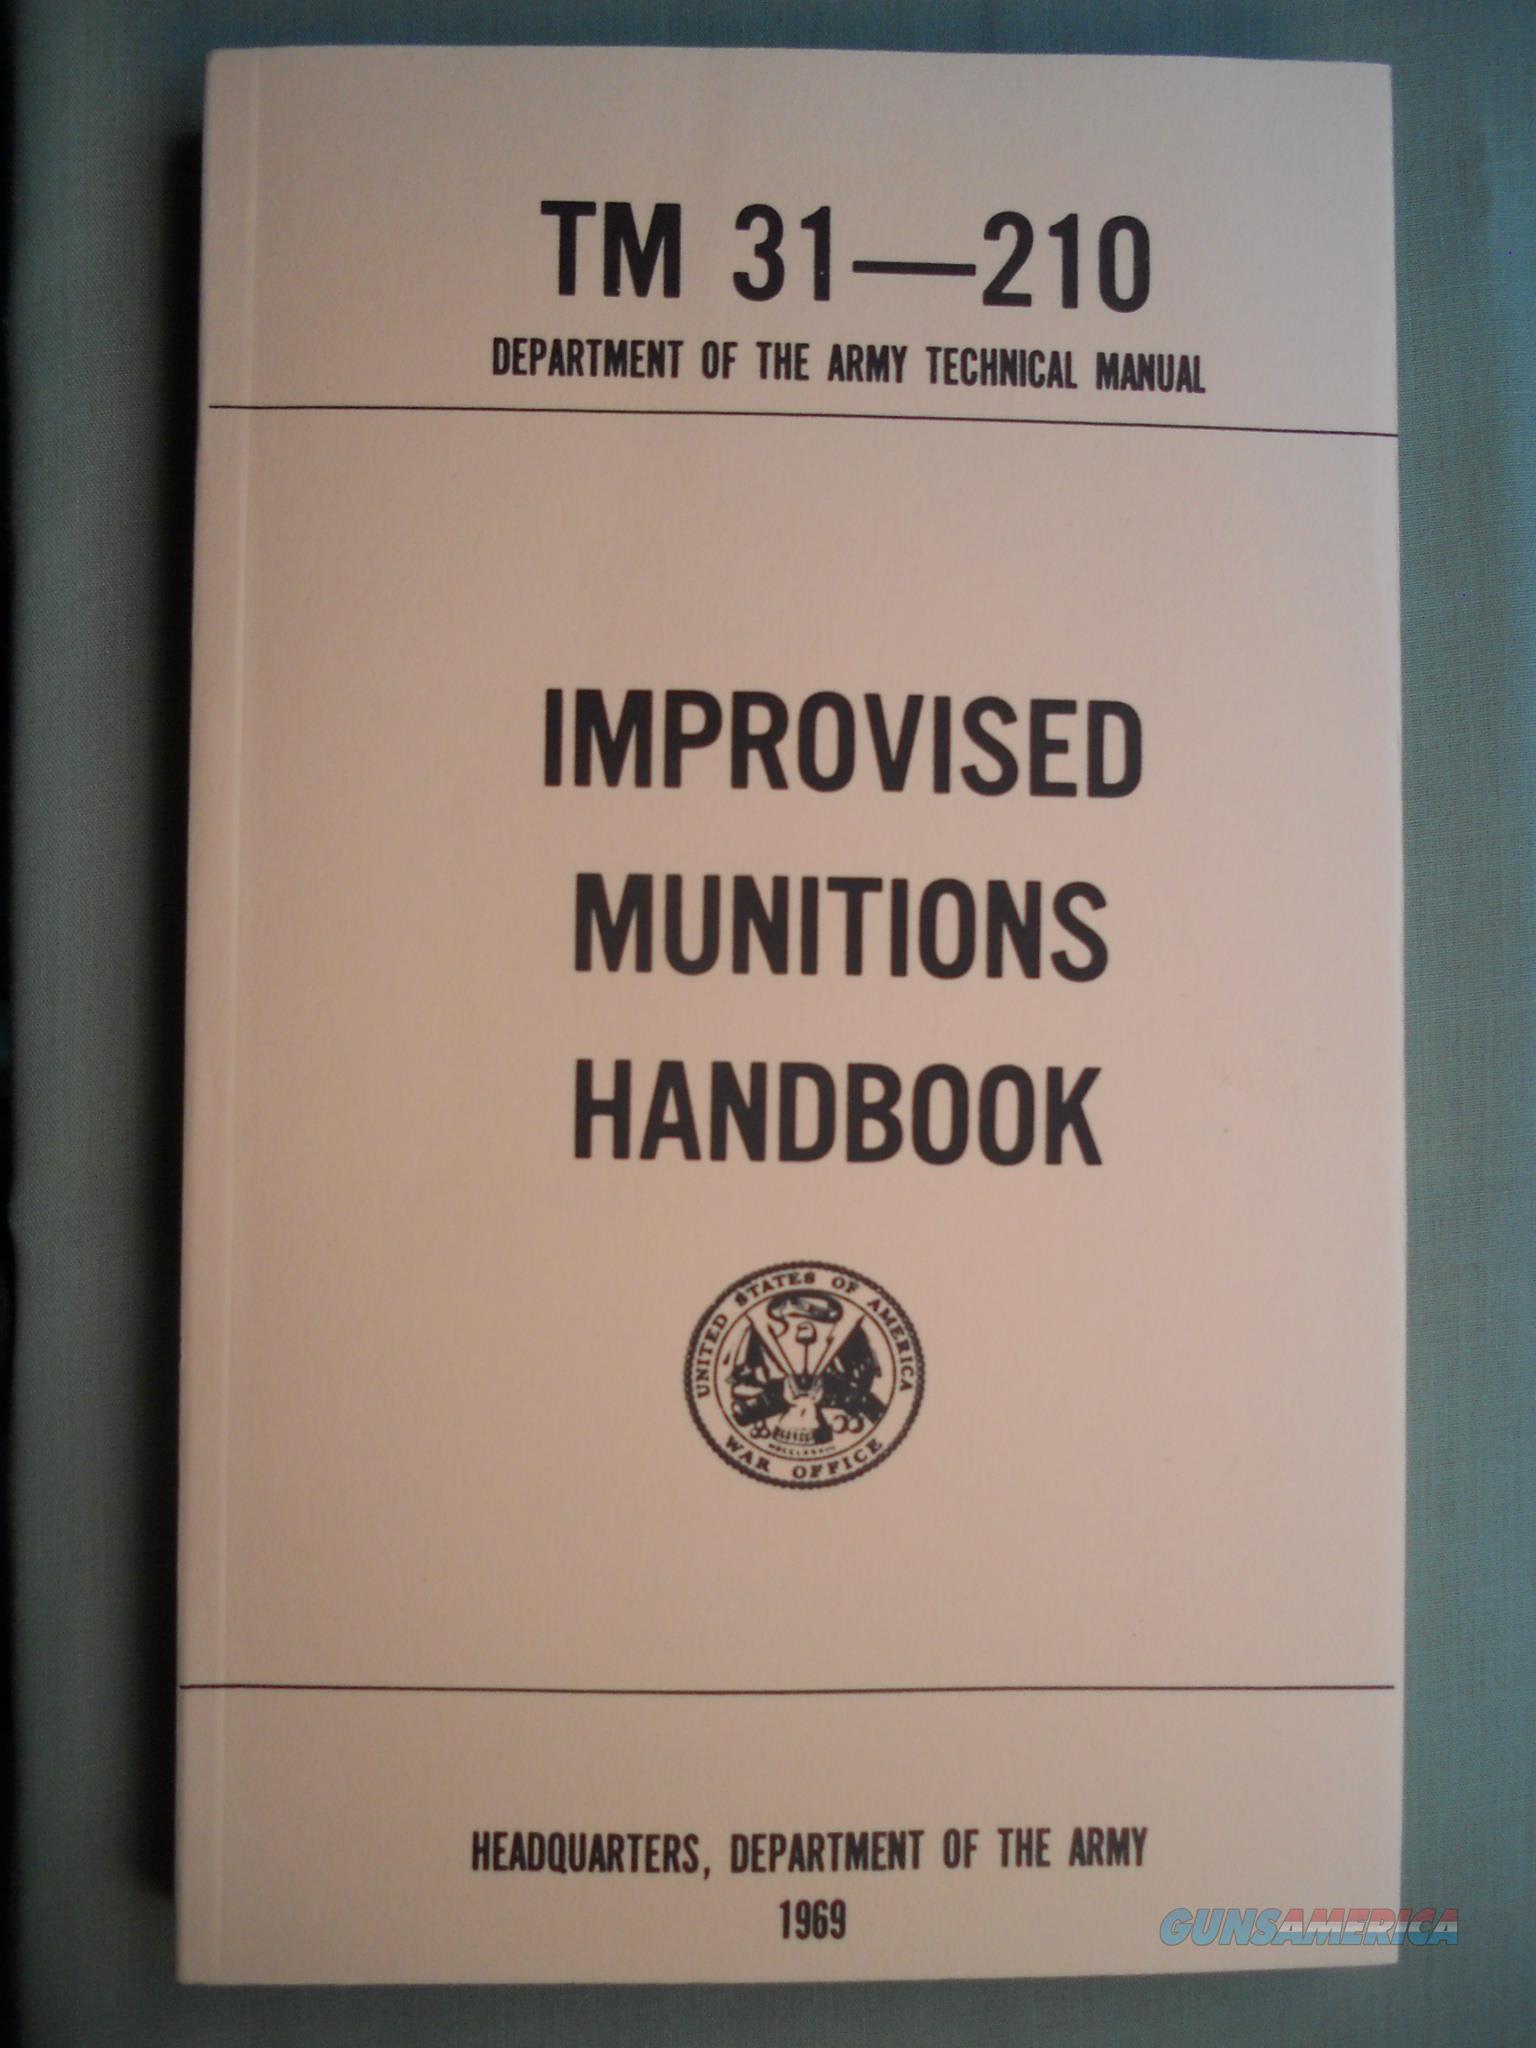 TM 31—210
DEPARTMENT OF THE ARMY TECHNICAL MANUAL
IMPROVISED
MUNITIONS
HANDBOOK
UNITED STATES OF AMERICA
WAR OFFICE
HEADQUARTERS, DEPARTMENT OF THE ARMY
1969
GUNSAMERICA